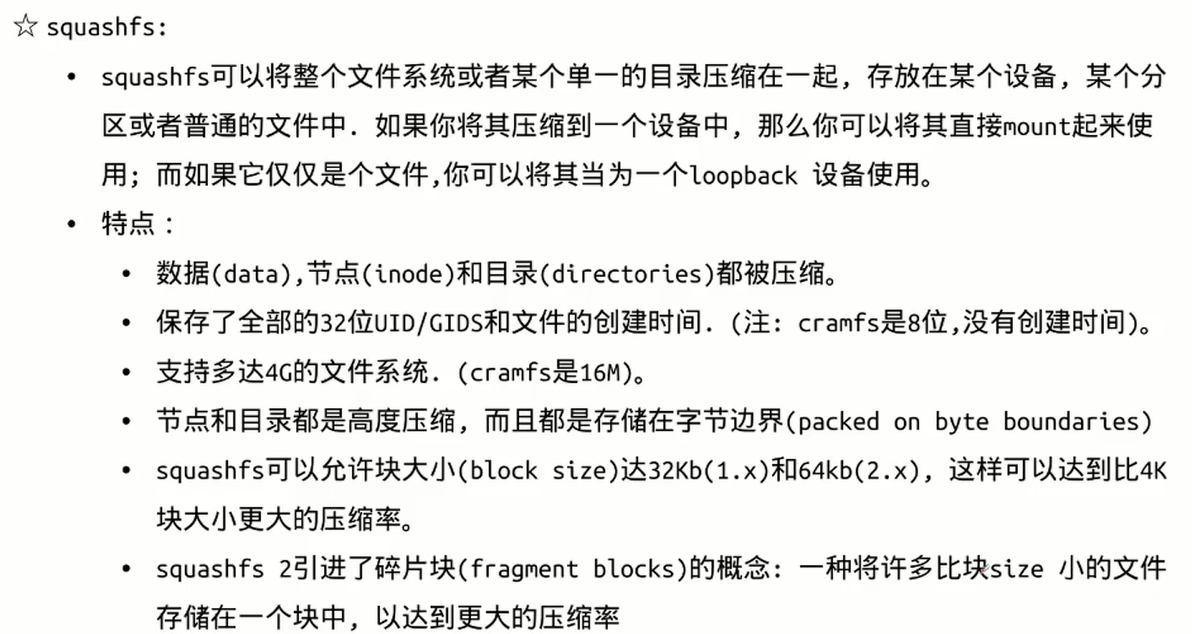 ☆ squashfs:
• squashfs可以将整个文件系统或者某个单一的目录压缩在一起，存放在某个设备，某个分
区或者普通的文件中．如果你将其压缩到一个设备中，那么你可以将其直接mount起来使
用；而如果它仅仅是个文件,你可以将其当为一个loopback 设备使用。
• 特点：
• 数据(data),节点(inode)和目录(directories)都被压缩。
• 保存了全部的32位UID/GIDS和文件的创建时间．(注：cramfs是8位,没有创建时间)。
• 支持多达4G的文件系统．(cramfs是16M)。
• 节点和目录都是高度压缩，而且都是存储在字节边界(packed on byte boundaries)
• squashfs可以允许块大小(block size)达32Kb(1.x)和64kb(2.x)，这样可以达到比4K
块大小更大的压缩率。
• squashfs 2引进了碎片块(fragment blocks)的概念：一种将许多比块size 小的文件
存储在一个块中，以达到更大的压缩率